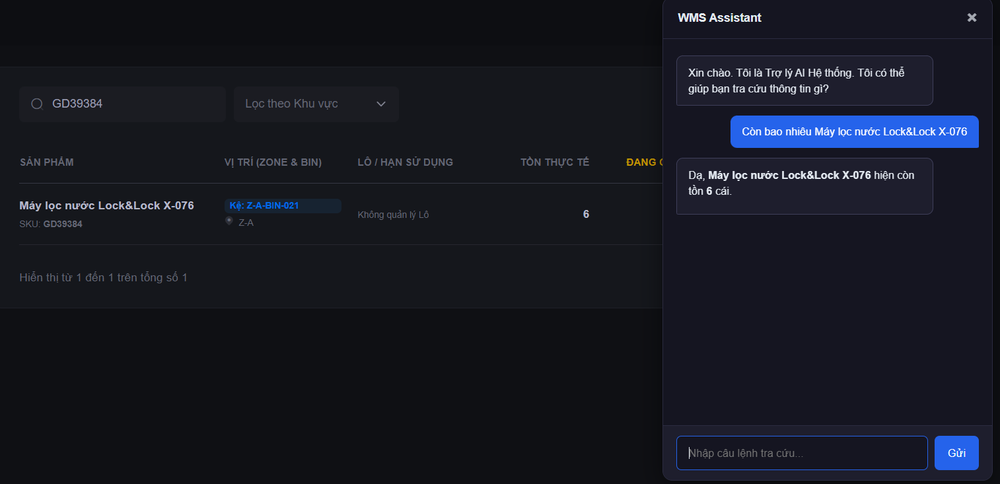 GD39384
Lọc theo Khu vực
SẢN PHẨM VỊ TRÍ (ZONE & BIN) LÔ / HẠN SỬ DỤNG TỒN THỰC TẾ ĐANG
Máy lọc nước Lock&Lock X-076
SKU: GD39384
Kệ: Z-A-BIN-021
Z-A
Không quản lý Lô
6
Hiển thị từ 1 đến 1 trên tổng số 1
WMS Assistant
Xin chào. Tôi là Trợ lý AI Hệ thống. Tôi có thể
giúp bạn tra cứu thông tin gì?
Còn bao nhiêu Máy lọc nước Lock&Lock X-076
Dạ, Máy lọc nước Lock&Lock X-076 hiện còn
tồn 6 cái.
Nhập câu lệnh tra cứu...
Gửi